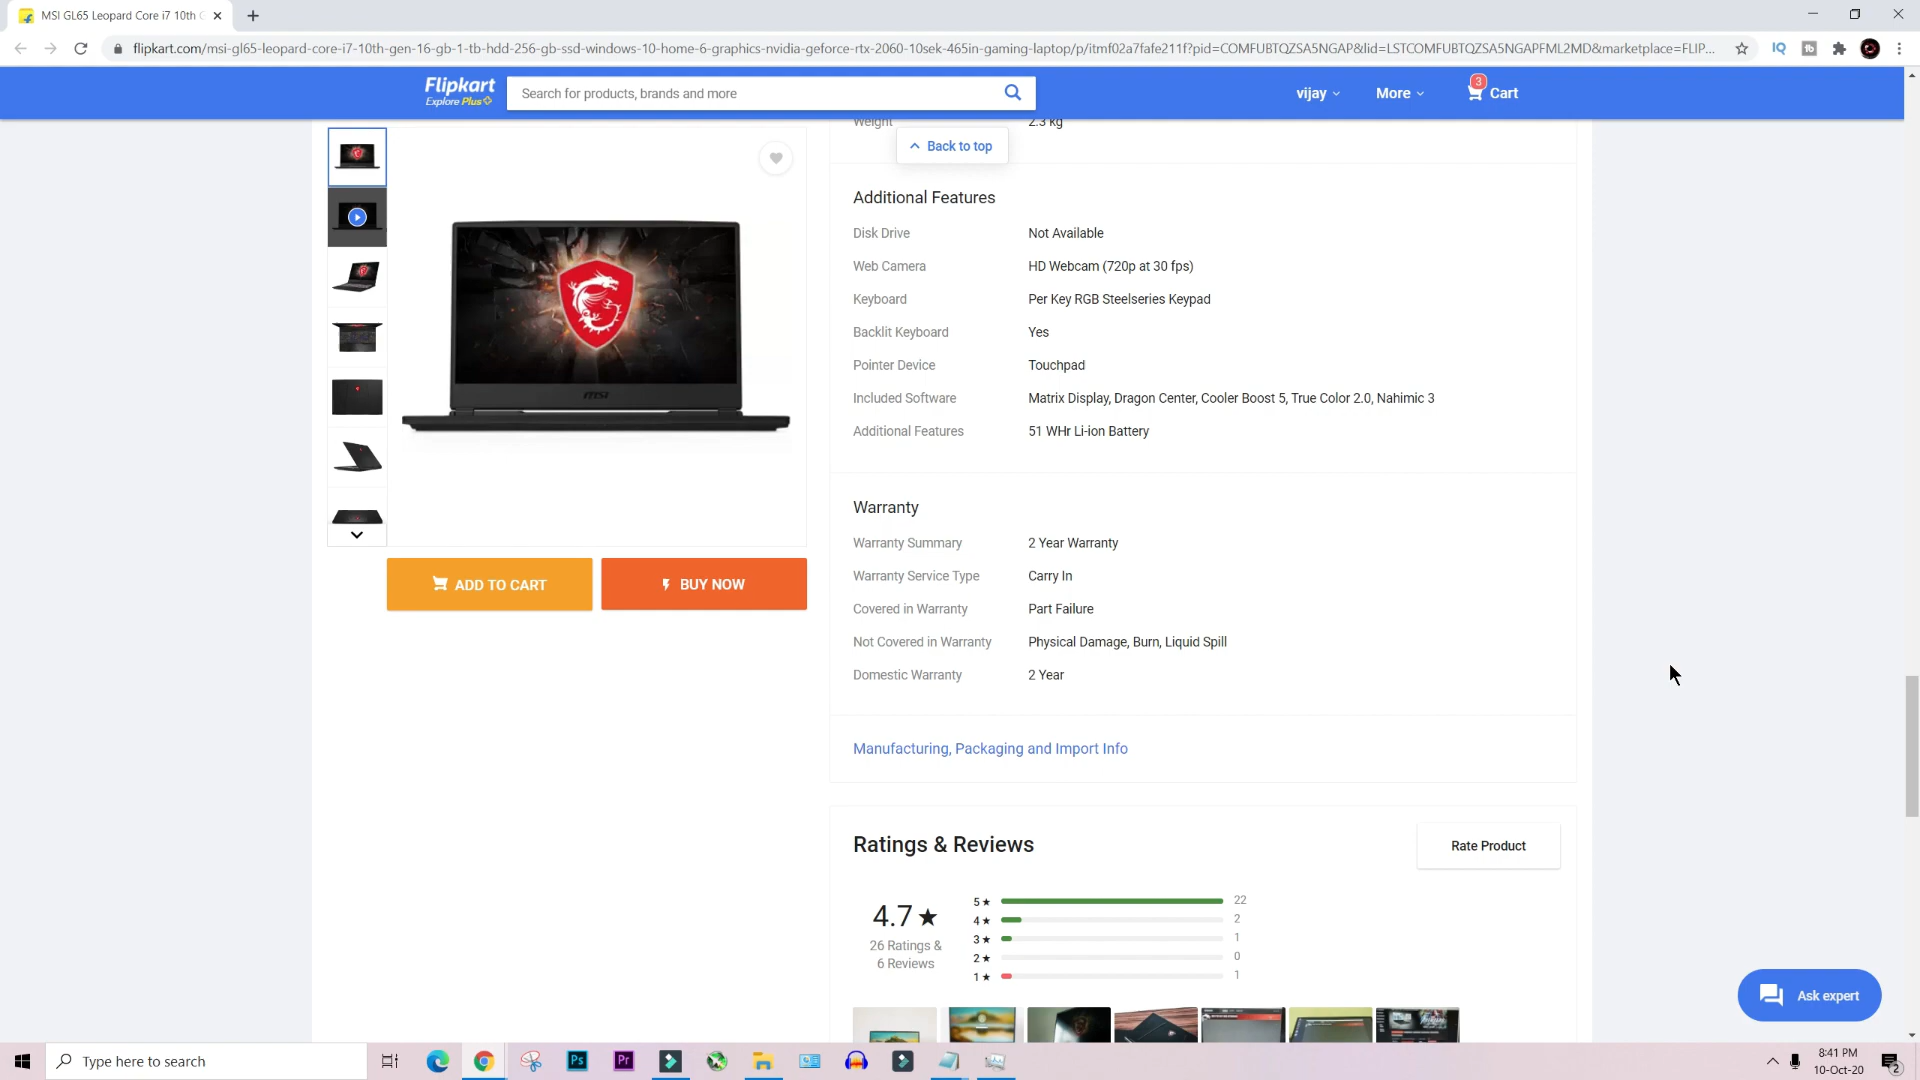 MSI GL65 Leopard Core i7 10th G
flipkart.com/msi-gl65-leopard-core-i7-10th-gen-16-gb-1-tb-hdd-256-gb-ssd-windows-10-home-6-graphics-nvidia-geforce-rtx-2060-10sek-465in-gaming-laptop/p/itmf02a7fafe211f?pid=COMFUBTQZSA5NGAP&lid=LSTCOMFUBTQZSA5NGAPFML2MD&marketplace=FLIP...
IQ
Flipkart
Explore Plus
Search for products, brands and more
vijay
More
3
Cart
Weight 2.3 kg
Back to top
Additional Features
Disk Drive Not Available
Web Camera HD Webcam (720p at 30 fps)
Keyboard Per Key RGB Steelseries Keypad
Backlit Keyboard Yes
Pointer Device Touchpad
Included Software Matrix Display, Dragon Center, Cooler Boost 5, True Color 2.0, Nahimic 3
Additional Features 51 WHr Li-ion Battery
msi
ADD TO CART
BUY NOW
Warranty
Warranty Summary 2 Year Warranty
Warranty Service Type Carry In
Covered in Warranty Part Failure
Not Covered in Warranty Physical Damage, Burn, Liquid Spill
Domestic Warranty 2 Year
Manufacturing, Packaging and Import Info
Ratings & Reviews
Rate Product
4.7★
26 Ratings &
6 Reviews
5★ 22
4★ 2
3★ 1
2★ 0
1★ 1
Ask expert
Type here to search
Ps
Pr
8:41 PM
10-Oct-20
2